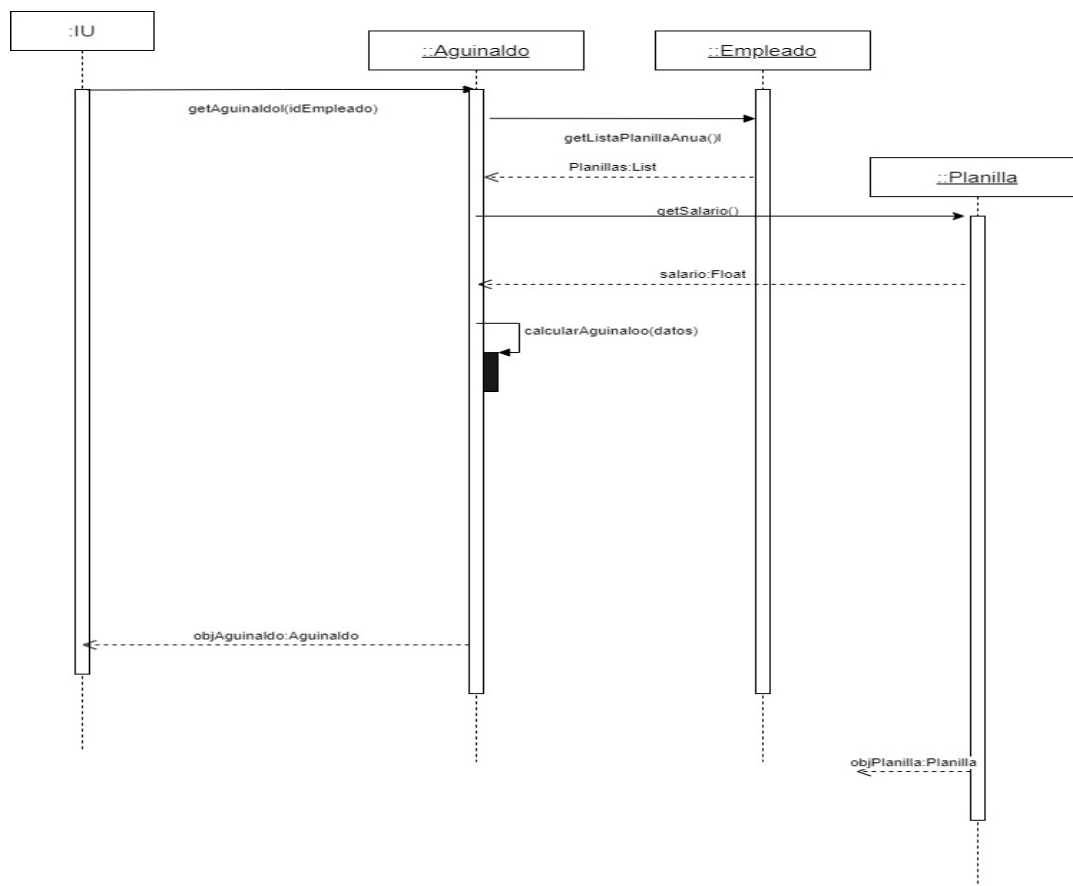 :IU
::Aguinaldo
::Empleado
getAguinaldol(idEmpleado)
getListaPlanillaAnua()l
Planillas:List
::Planilla
getSalario()
salario:Float
calcularAguinaloo(datos)
objAguinaldo:Aguinaldo
objPlanilla:Planilla